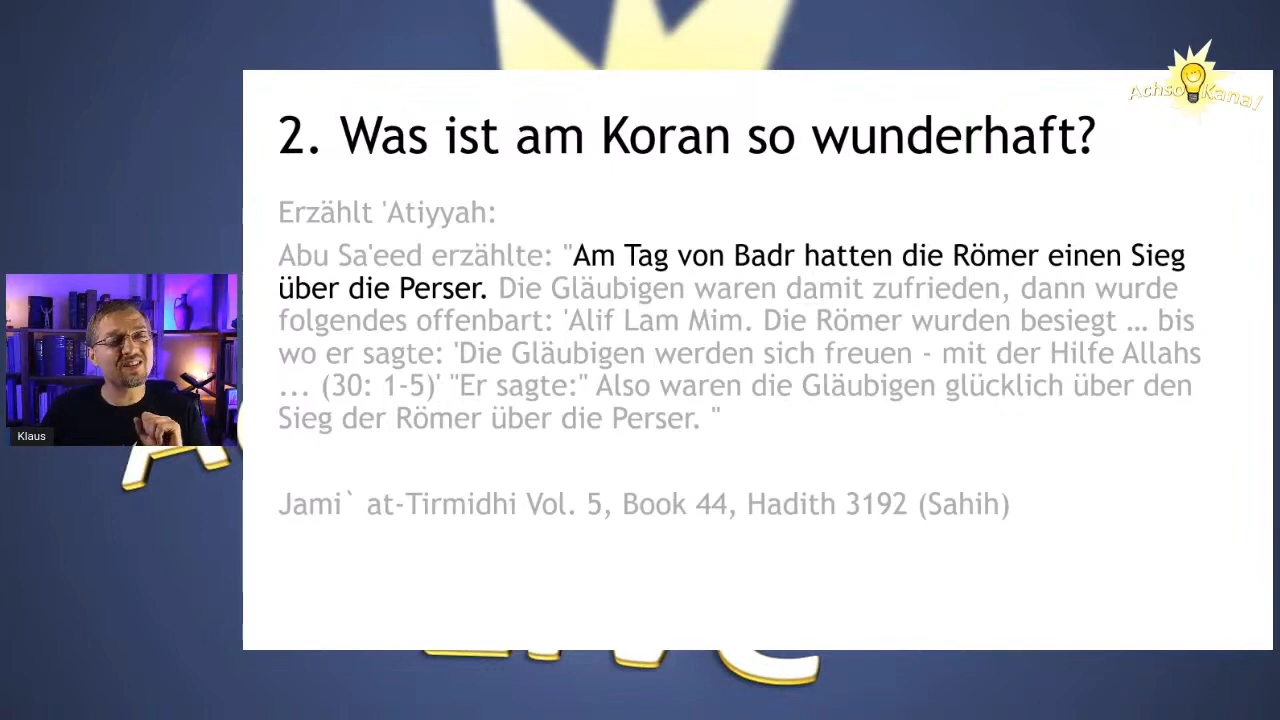 Achso Kanal
2. Was ist am Koran so wunderhaft?
Erzählt 'Atiyyah:
Abu Sa'eed erzählte: "Am Tag von Badr hatten die Römer einen Sieg
über die Perser. Die Gläubigen waren damit zufrieden, dann wurde
folgendes offenbart: 'Alif Lam Mim. Die Römer wurden besiegt … bis
wo er sagte: 'Die Gläubigen werden sich freuen - mit der Hilfe Allahs
... (30: 1-5)' "Er sagte:" Also waren die Gläubigen glücklich über den
Sieg der Römer über die Perser. "
Jami` at-Tirmidhi Vol. 5, Book 44, Hadith 3192 (Sahih)
Klaus